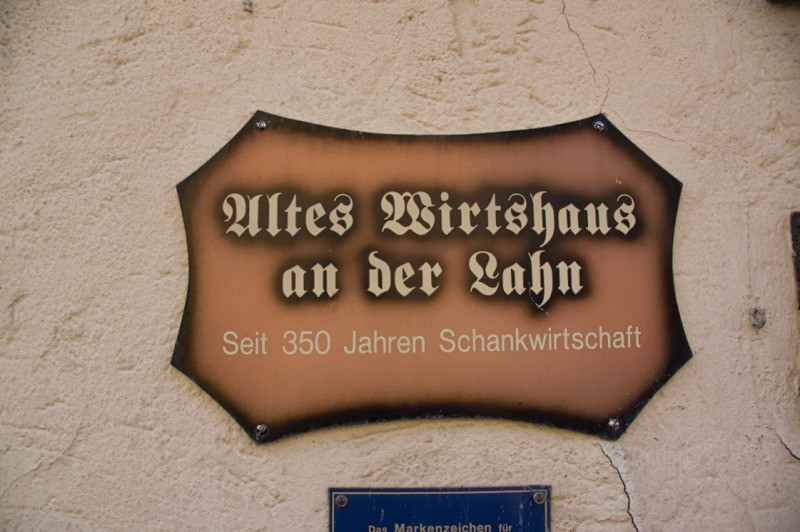 Altes Wirtshaus
an der Lahn
Seit 350 Jahren Schankwirtschaft
Das Markenzeichen für